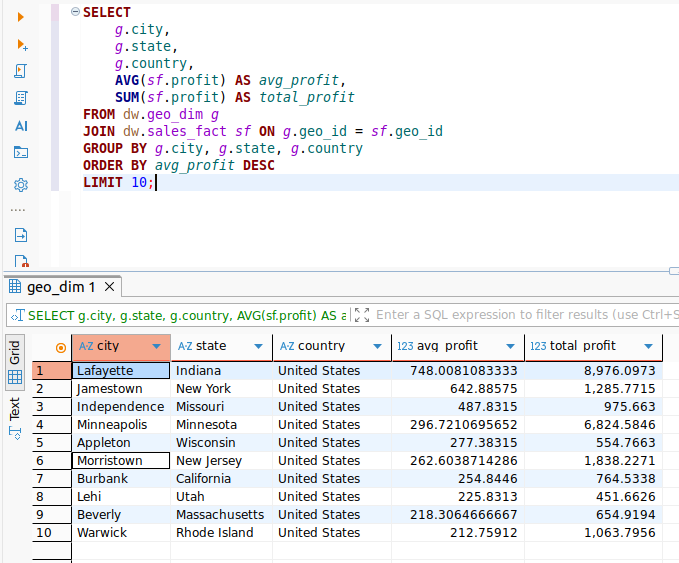 SELECT
g.city,
g.state,
g.country,
AVG(sf.profit) AS avg_profit,
SUM(sf.profit) AS total_profit
FROM dw.geo_dim g
JOIN dw.sales_fact sf ON g.geo_id = sf.geo_id
GROUP BY g.city, g.state, g.country
ORDER BY avg_profit DESC
LIMIT 10;
AI
geo_dim 1
SELECT g.city, g.state, g.country, AVG(sf.profit) AS a Enter a SQL expression to filter results (use Ctrl+S
Grid
Text
A-Z city A-Z state A-Z country 123 avg_profit 123 total_profit
1 Lafayette Indiana United States 748.0081083333 8,976.0973
2 Jamestown New York United States 642.88575 1,285.7715
3 Independence Missouri United States 487.8315 975.663
4 Minneapolis Minnesota United States 296.7210695652 6,824.5846
5 Appleton Wisconsin United States 277.38315 554.7663
6 Morristown New Jersey United States 262.6038714286 1,838.2271
7 Burbank California United States 254.8446 764.5338
8 Lehi Utah United States 225.8313 451.6626
9 Beverly Massachusetts United States 218.3064666667 654.9194
10 Warwick Rhode Island United States 212.75912 1,063.7956